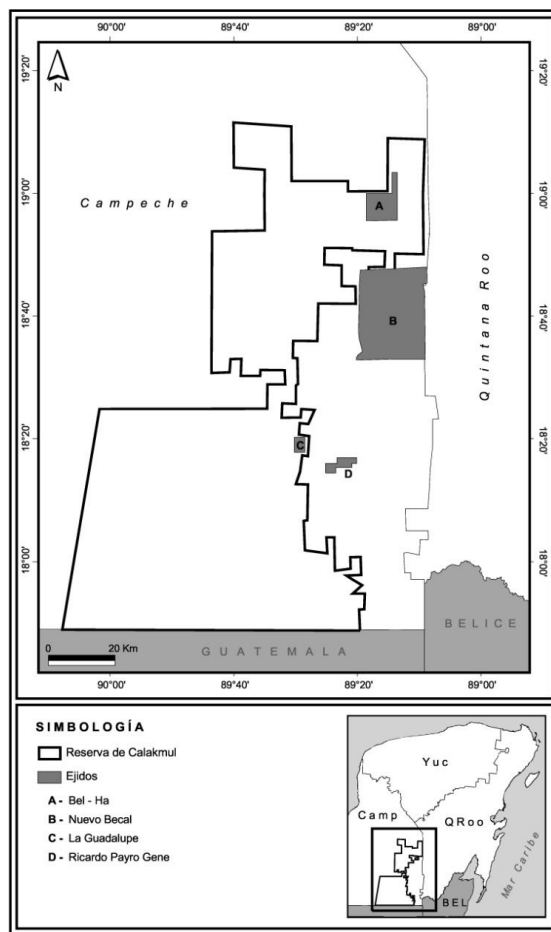 90°00' 89°40' 89°20' 89°00'
19°20' 19°20'
N
19°00' 19°00'
Campeche
A
Quintana Roo
18°40' 18°40'
B
18°20' 18°20'
C
D
18°00' 18°00'
BELICE
0 20 Km
GUATEMALA
90°00' 89°40' 89°20' 89°00'
SIMBOLOGÍA
Reserva de Calakmul
Ejidos
A - Bel - Ha
B - Nuevo Becal
C - La Guadalupe
D - Ricardo Payro Gene
Yuc
Camp
QRoo
Mar Caribe
BEL